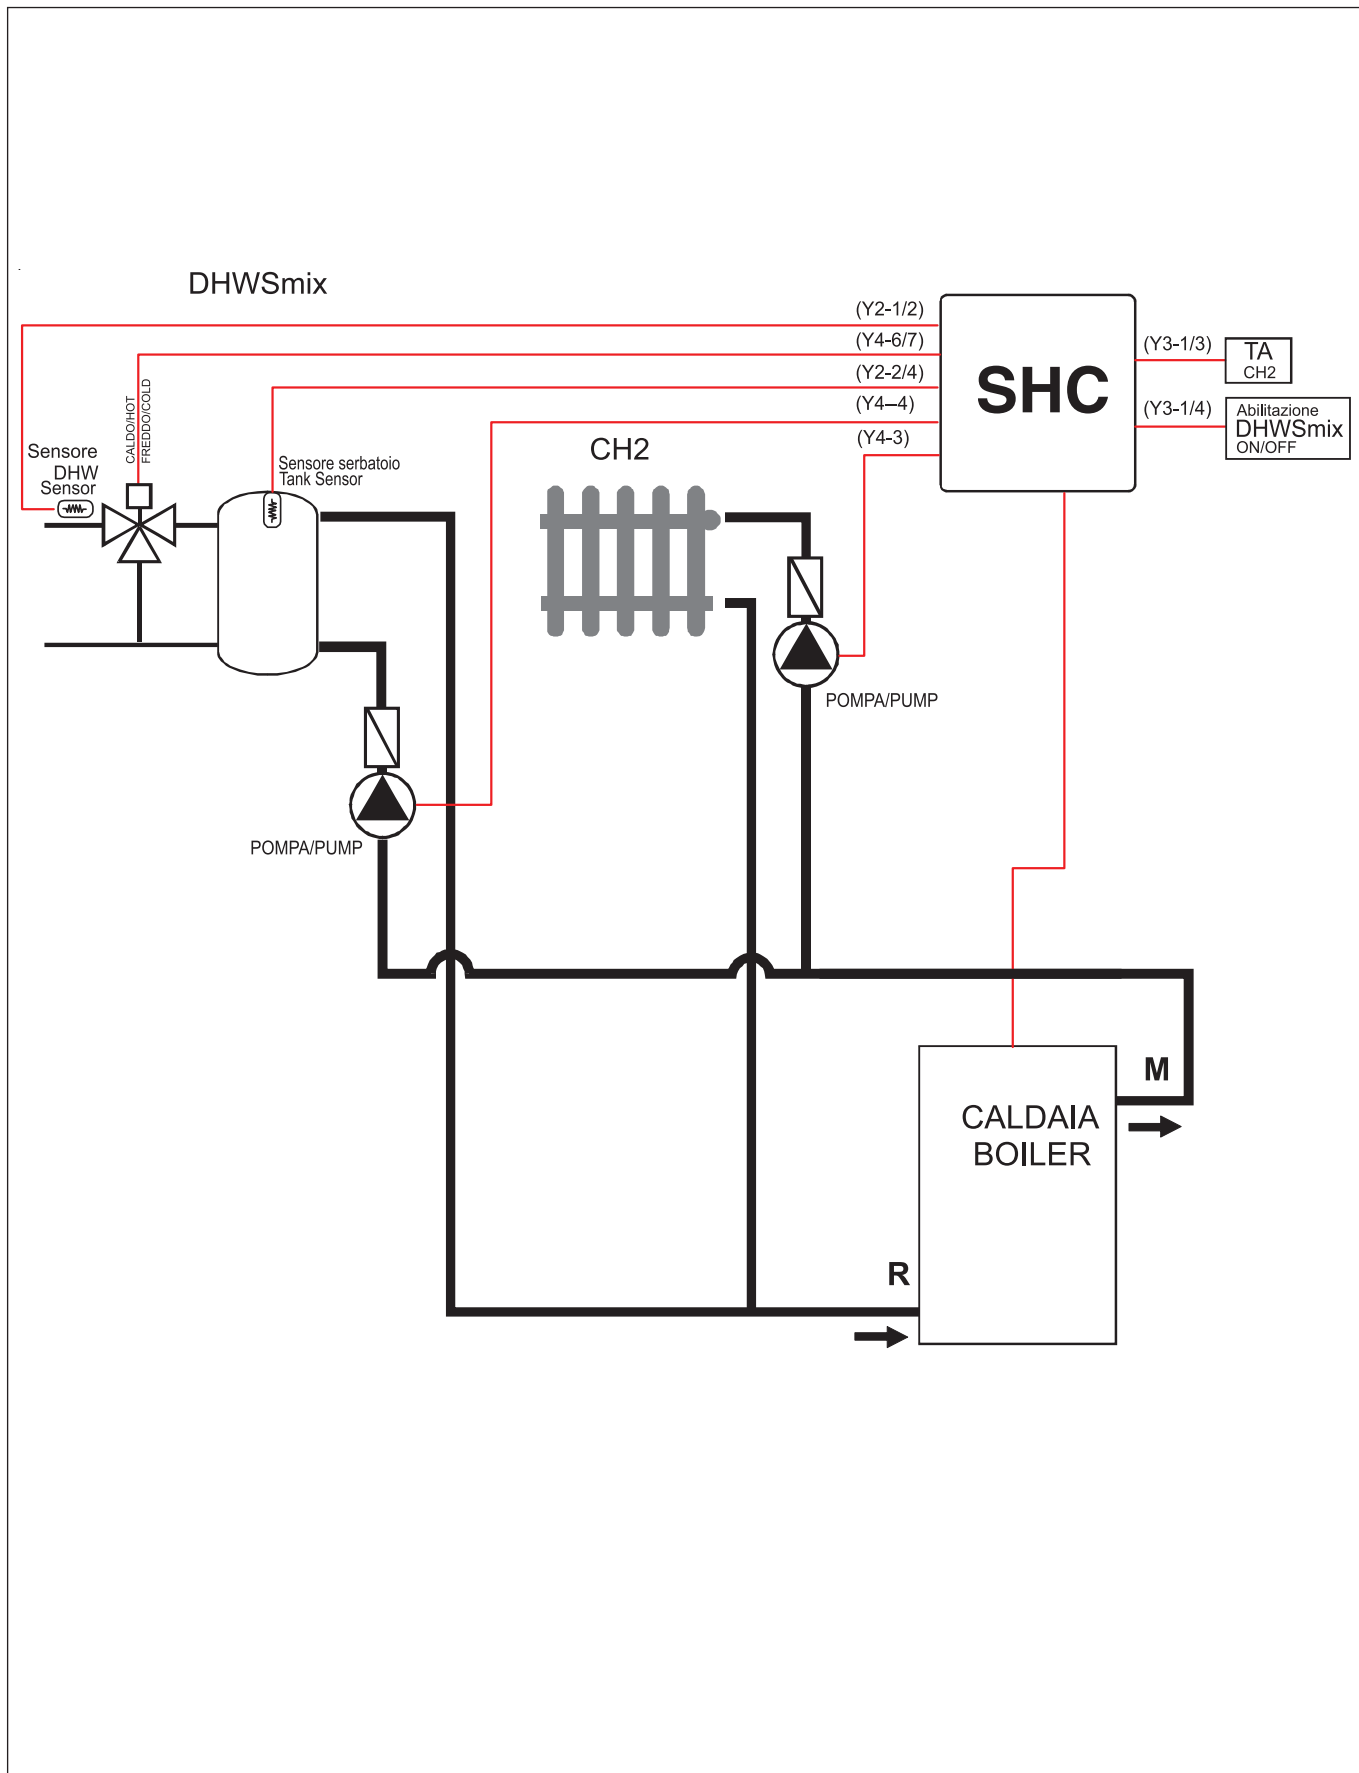 DHWSmix
(Y2-1/2)
(Y4-6/7)
(Y2-2/4)
(Y4–4)
(Y4-3)
SHC
(Y3-1/3)
TA
CH2
(Y3-1/4)
Abilitazione
DHWSmix
ON/OFF
CALDO/HOT
FREDDO/COLD
Sensore
DHW
Sensor
Sensore serbatoio
Tank Sensor
CH2
POMPA/PUMP
POMPA/PUMP
M
CALDAIA
BOILER
R